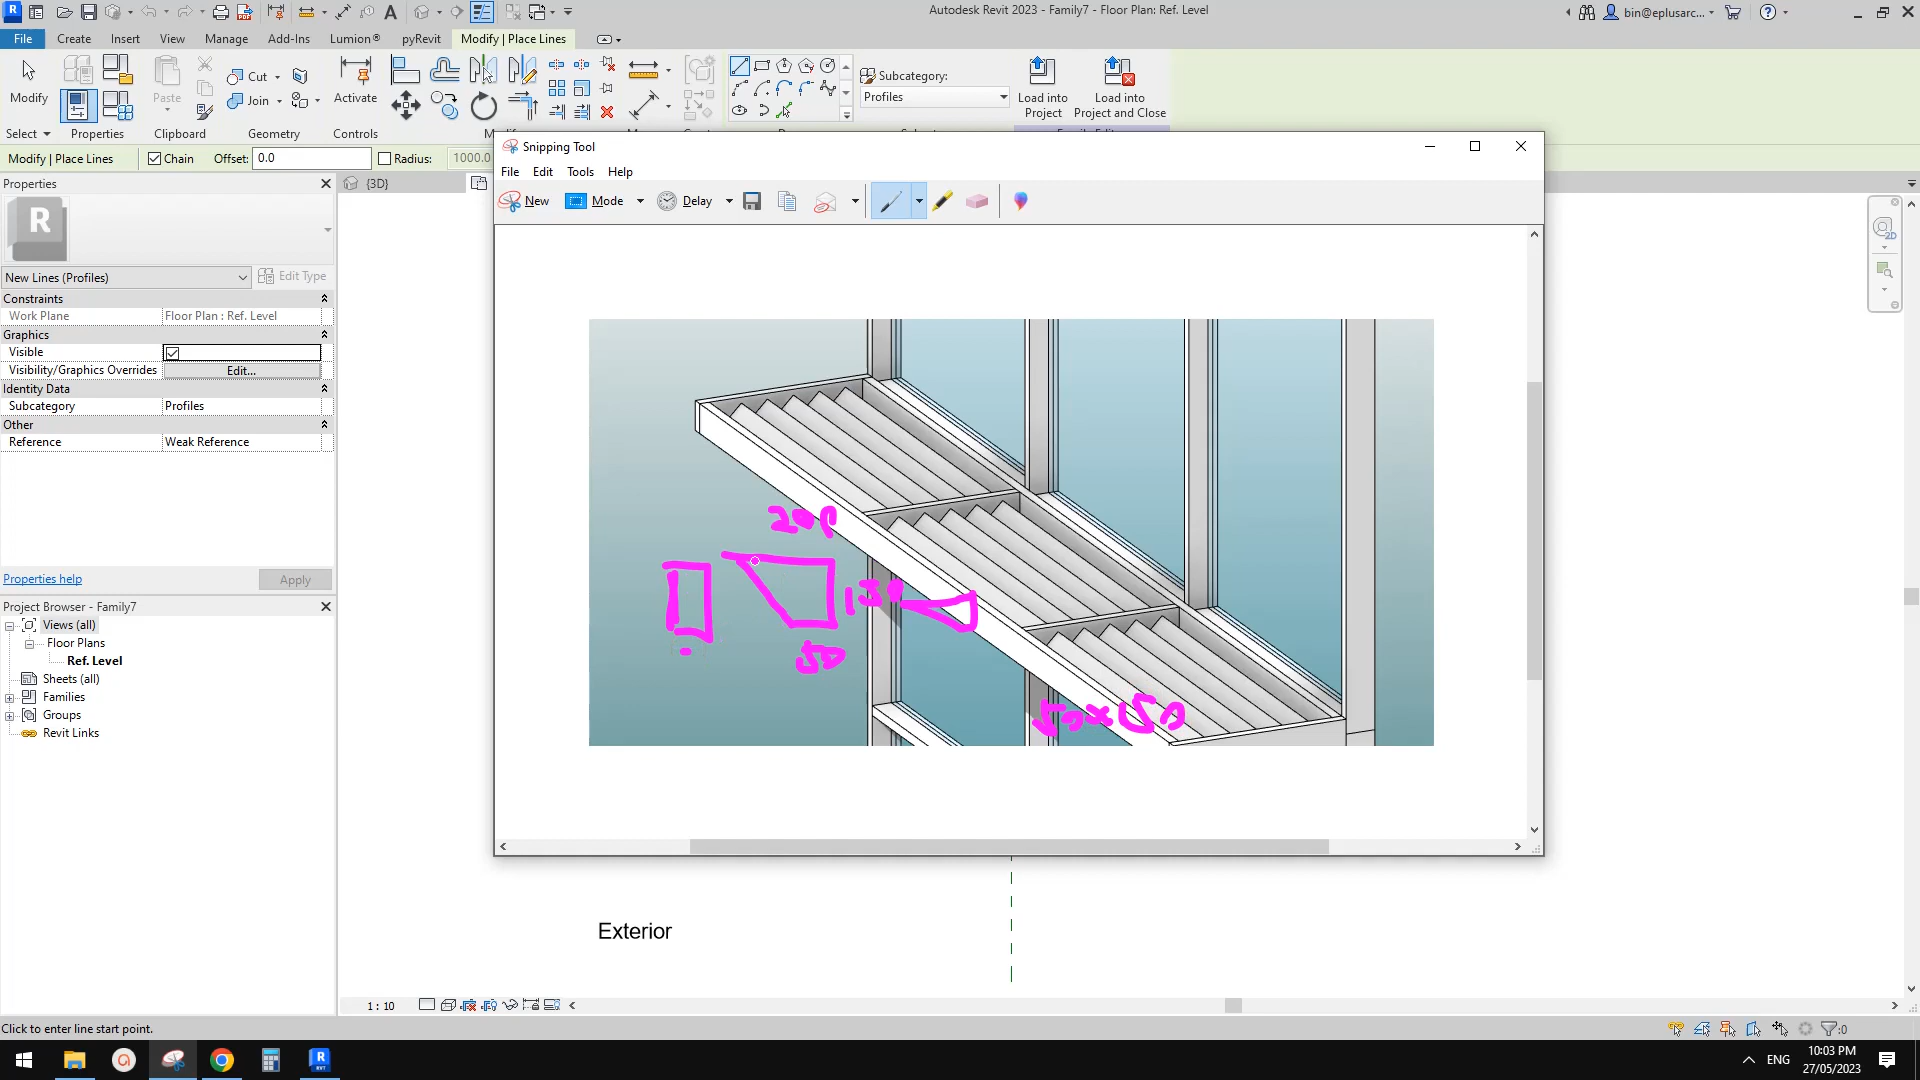 Autodesk Revit 2023 - Family7 - Floor Plan: Ref. Level
bin@eplusarc...
File Create Insert View Manage Add-Ins Lumion® pyRevit Modify | Place Lines
Modify
Paste
Cut
Join
Activate
Subcategory:
Profiles
Load into
Project
Load into
Project and Close
Select Properties Clipboard Geometry Controls
Modify | Place Lines
Chain
Offset: 0.0
Radius: 1000.0
Properties
{3D}
R
New Lines (Profiles)
Edit Type
Constraints
Work Plane Floor Plan : Ref. Level
Graphics
Visible
Visibility/Graphics Overrides Edit...
Identity Data
Subcategory Profiles
Other
Reference Weak Reference
Properties help
Apply
Project Browser - Family7
Views (all)
Floor Plans
Ref. Level
Sheets (all)
Families
Groups
Revit Links
Snipping Tool
File Edit Tools Help
New Mode Delay
200
50
50x150
Exterior
1 : 10
Click to enter line start point.
:0
ENG
10:03 PM
27/05/2023